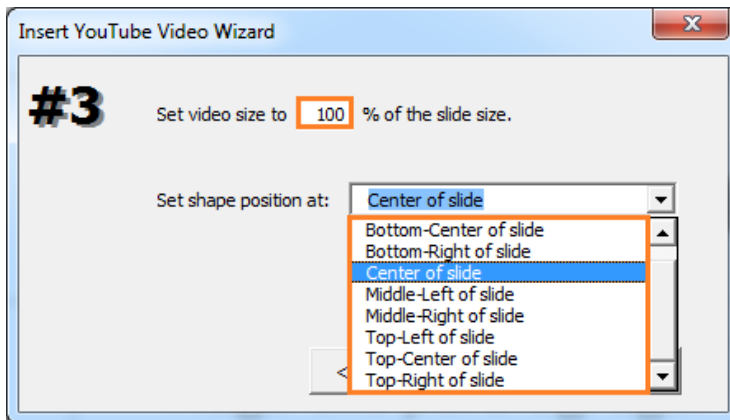 Insert YouTube Video Wizard
#3
Set video size to 100 % of the slide size.
Set shape position at: Center of slide
Bottom-Center of slide
Bottom-Right of slide
Center of slide
Middle-Left of slide
Middle-Right of slide
Top-Left of slide
Top-Center of slide
Top-Right of slide
<